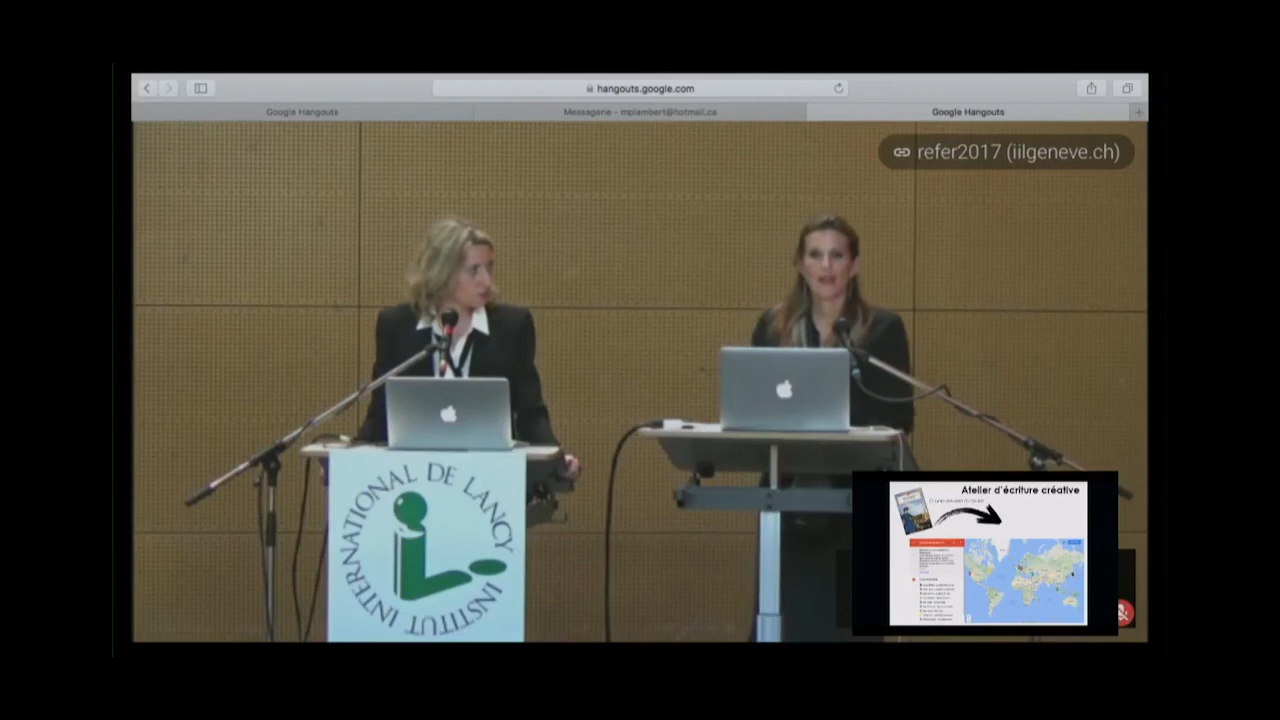 hangouts.google.com
Google Hangouts
Messagerie - mplambert@hotmail.ca
Google Hangouts
refer2017 (iilgeneve.ch)
INSTITUT INTERNATIONAL DE LANCY
Atelier d'écriture créative